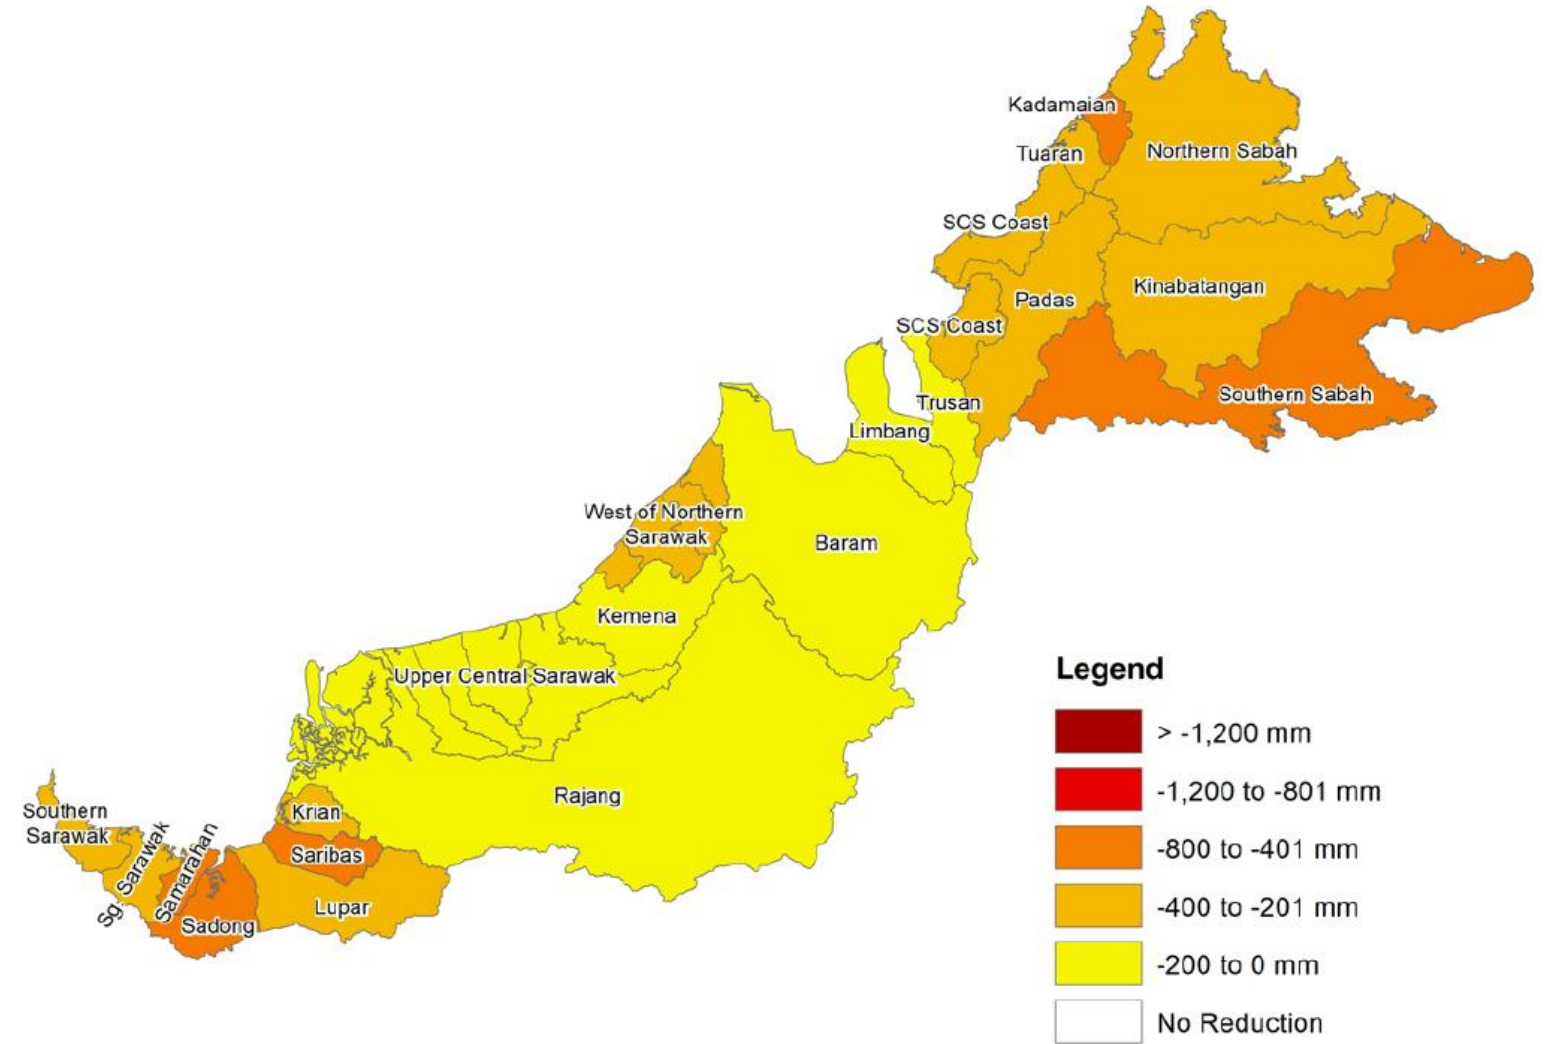 Kadamaian
Tuaran
Northern Sabah
SCS Coast
Padas
Kinabatangan
SCS Coast
Trusan
Southern Sabah
Limbang
West of Northern
Sarawak
Baram
Kemena
Upper Central Sarawak
Rajang
Krian
Southern
Sarawak
Sg. Sarawak
Samarahan
Saribas
Sadong
Lupar
Legend
> -1,200 mm
-1,200 to -801 mm
-800 to -401 mm
-400 to -201 mm
-200 to 0 mm
No Reduction